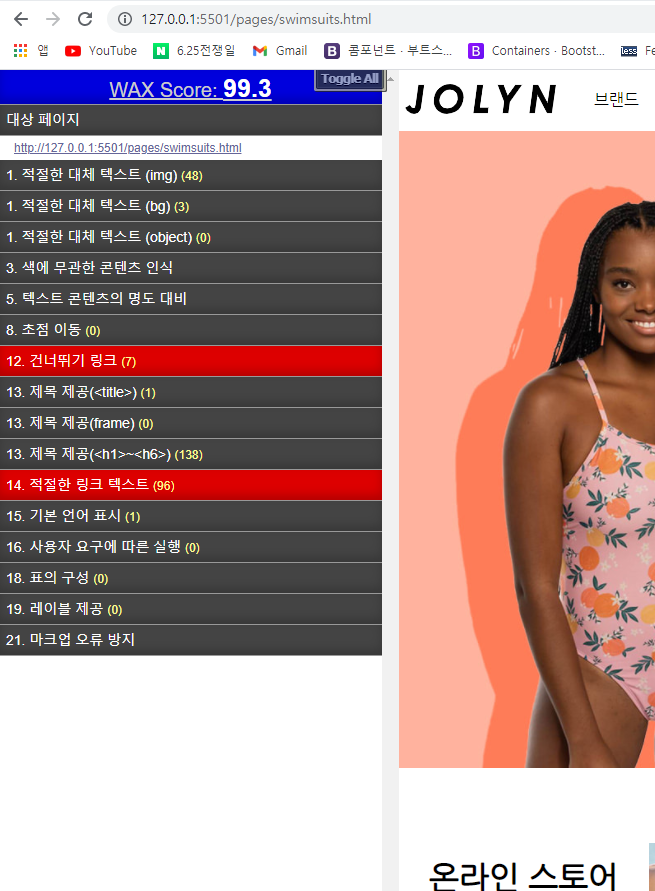 127.0.0.1:5501/pages/swimsuits.html
앱 YouTube 6.25전쟁일 Gmail 콤포넌트 · 부트스... Containers · Bootst... less Fe
WAX Score: 99.3 Toggle All
대상 페이지
http://127.0.0.1:5501/pages/swimsuits.html
1. 적절한 대체 텍스트 (img) (48)
1. 적절한 대체 텍스트 (bg) (3)
1. 적절한 대체 텍스트 (object) (0)
3. 색에 무관한 콘텐츠 인식
5. 텍스트 콘텐츠의 명도 대비
8. 초점 이동 (0)
12. 건너뛰기 링크 (7)
13. 제목 제공(<title>) (1)
13. 제목 제공(frame) (0)
13. 제목 제공(<h1>~<h6>) (138)
14. 적절한 링크 텍스트 (96)
15. 기본 언어 표시 (1)
16. 사용자 요구에 따른 실행 (0)
18. 표의 구성 (0)
19. 레이블 제공 (0)
21. 마크업 오류 방지
JOLYN 브랜드
온라인 스토어